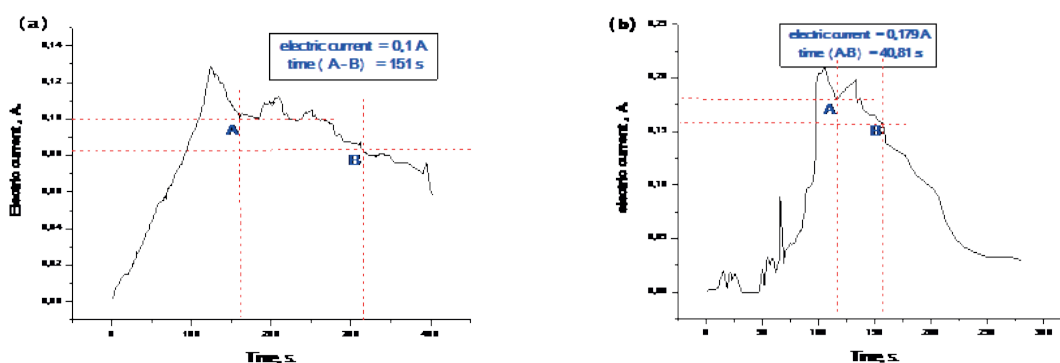 (a)
electric current = 0,1 A
time ( A - B ) = 151 s
0,14
0,12
0,10
0,08
0,06
0,04
0,02
0,00
Electric current , A.
A
B
0
100
200
300
400
Time, s.
(b)
electric current = 0,179 A
time (A-B) = 40,81 s
0,25
0,20
0,15
0,10
0,05
0,00
electric current , A.
A
B
0
50
100
150
200
250
300
Time, s.